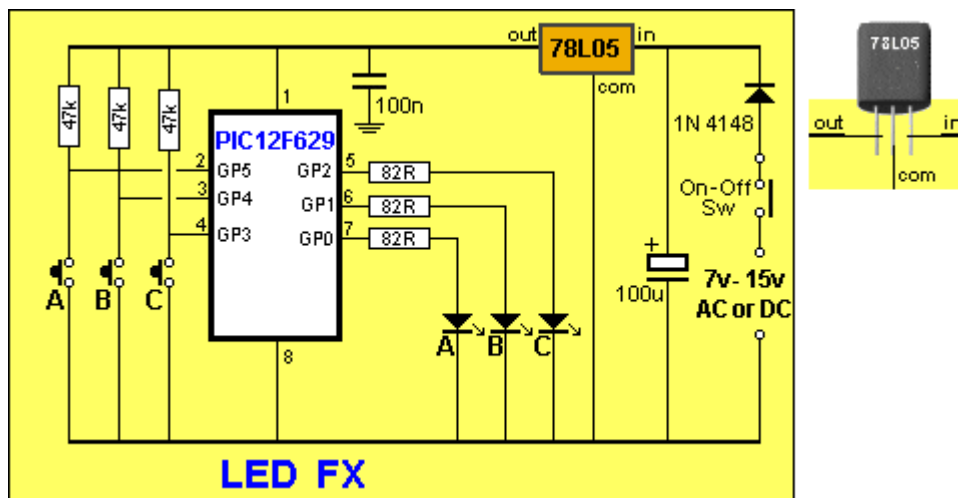 out
78L05
in
com
100n
1
47k
47k
47k
PIC12F629
1N 4148
2
GP5
GP2
5
82R
3
GP4
GP1
6
82R
4
GP3
GP0
7
82R
On-Off
Sw
A
B
C
+
100u
7v- 15v
AC or DC
A
B
C
8
LED FX
78L05
out
in
com